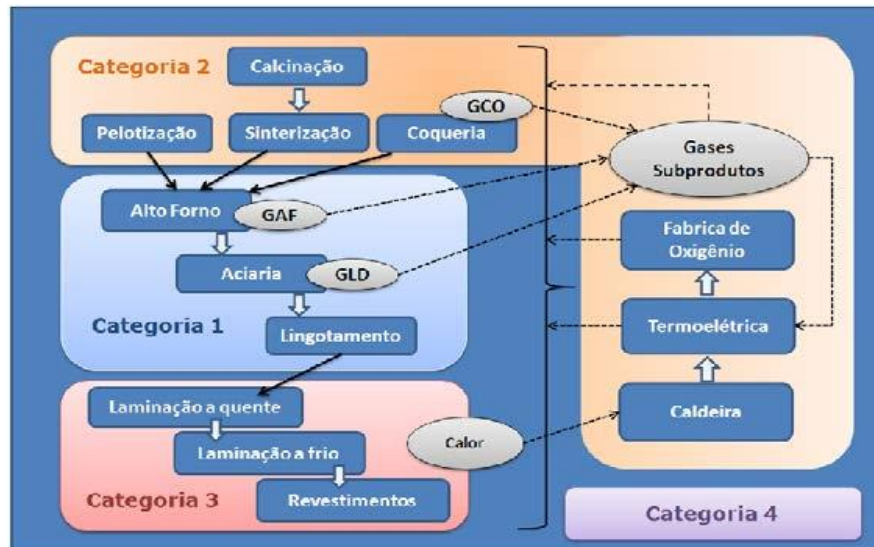 Categoria 2
Calcinação
GCO
Pelotização
Sinterização
Coqueria
Gases
Subprodutos
Alto Forno
GAF
Fabrica de
Oxigênio
Aciaria
GLD
Categoria 1
Lingotamento
Termoelétrica
Laminação a quente
Caldeira
Calor
Laminação a frio
Categoria 3
Revestimentos
Categoria 4